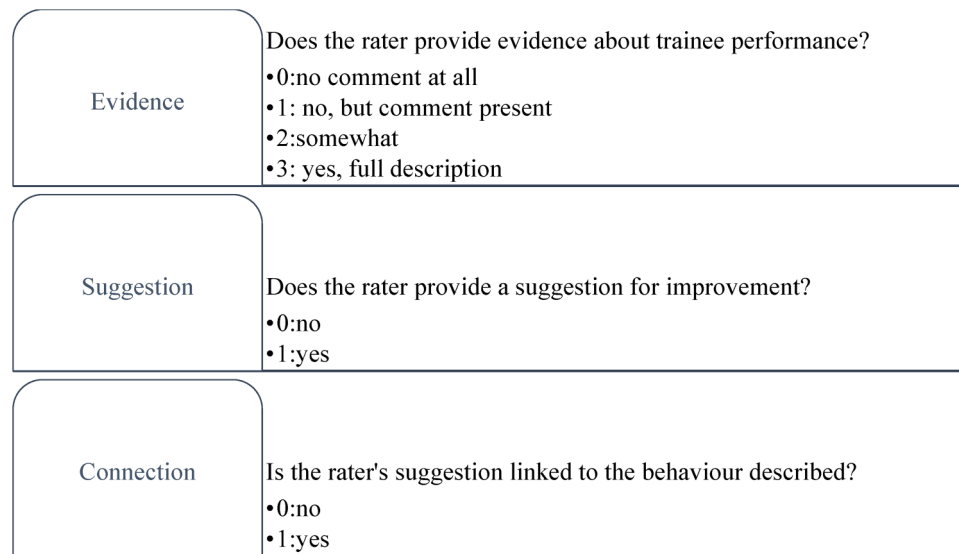 Evidence
Does the rater provide evidence about trainee performance?
•0:no comment at all
•1: no, but comment present
•2:somewhat
•3: yes, full description
Suggestion
Does the rater provide a suggestion for improvement?
•0:no
•1:yes
Connection
Is the rater's suggestion linked to the behaviour described?
•0:no
•1:yes